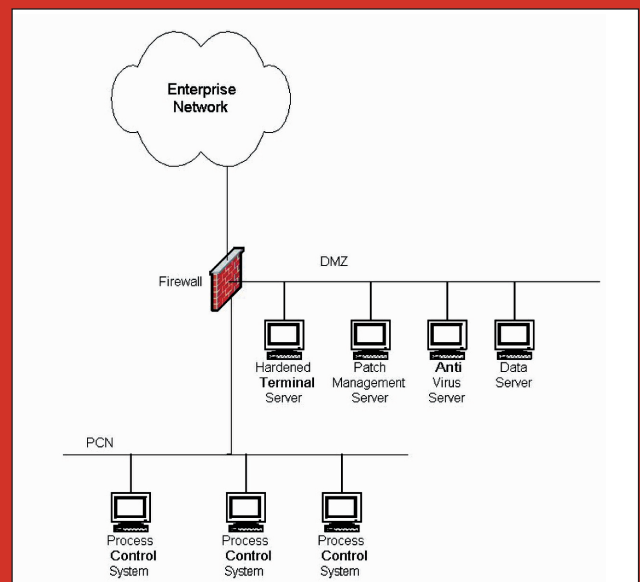 Enterprise
Network
Firewall
DMZ
Hardened
Terminal
Server
Patch
Management
Server
Anti
Virus
Server
Data
Server
PCN
Process
Control
System
Process
Control
System
Process
Control
System